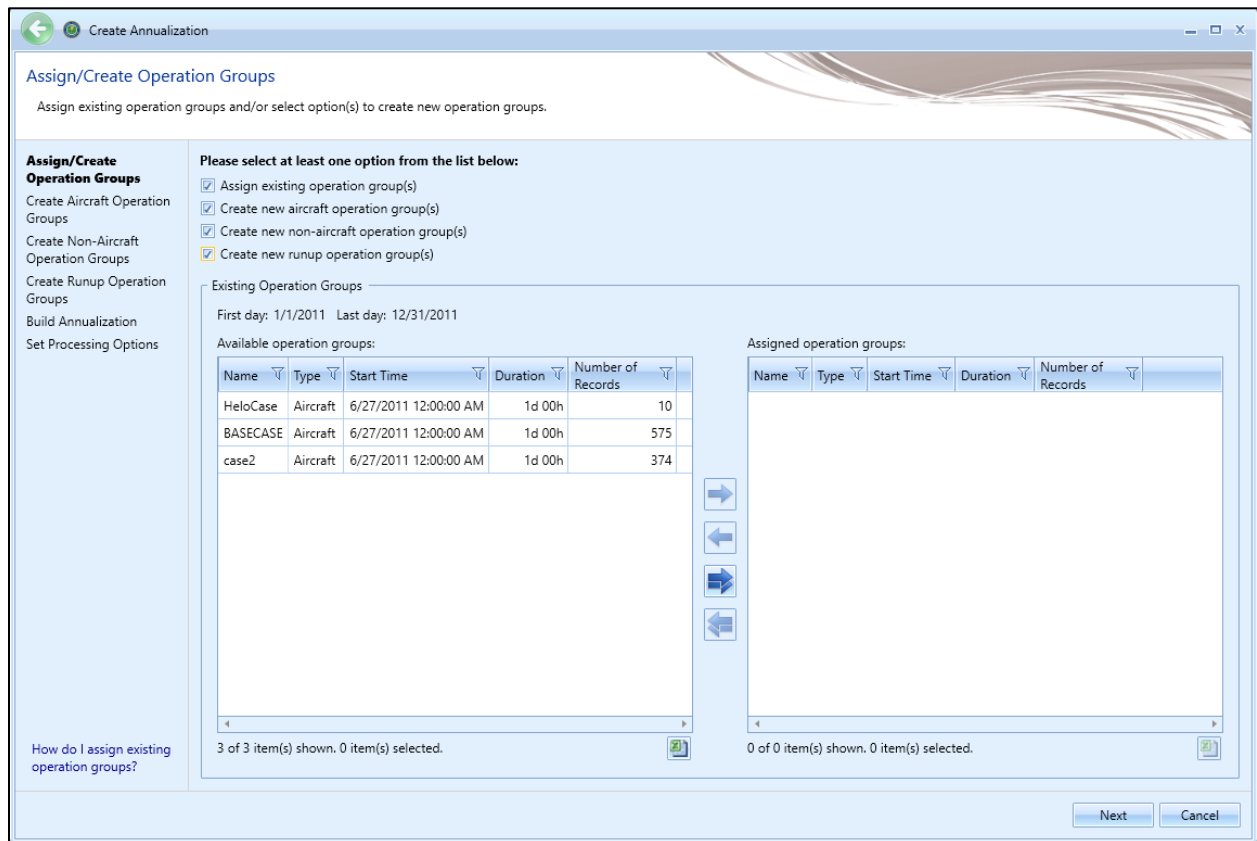 Create Annualization
Assign/Create Operation Groups
Assign existing operation groups and/or select option(s) to create new operation groups.
Assign/Create
Operation Groups
Create Aircraft Operation
Groups
Create Non-Aircraft
Operation Groups
Create Runup Operation
Groups
Build Annualization
Set Processing Options
How do I assign existing
operation groups?
Please select at least one option from the list below:
Assign existing operation group(s)
Create new aircraft operation group(s)
Create new non-aircraft operation group(s)
Create new runup operation group(s)
Existing Operation Groups
First day: 1/1/2011 Last day: 12/31/2011
Available operation groups:
Name Type Start Time Duration Number of Records
HeloCase Aircraft 6/27/2011 12:00:00 AM 1d 00h 10
BASECASE Aircraft 6/27/2011 12:00:00 AM 1d 00h 575
case2 Aircraft 6/27/2011 12:00:00 AM 1d 00h 374
3 of 3 item(s) shown. 0 item(s) selected.
Assigned operation groups:
Name Type Start Time Duration Number of Records
0 of 0 item(s) shown. 0 item(s) selected.
Next Cancel